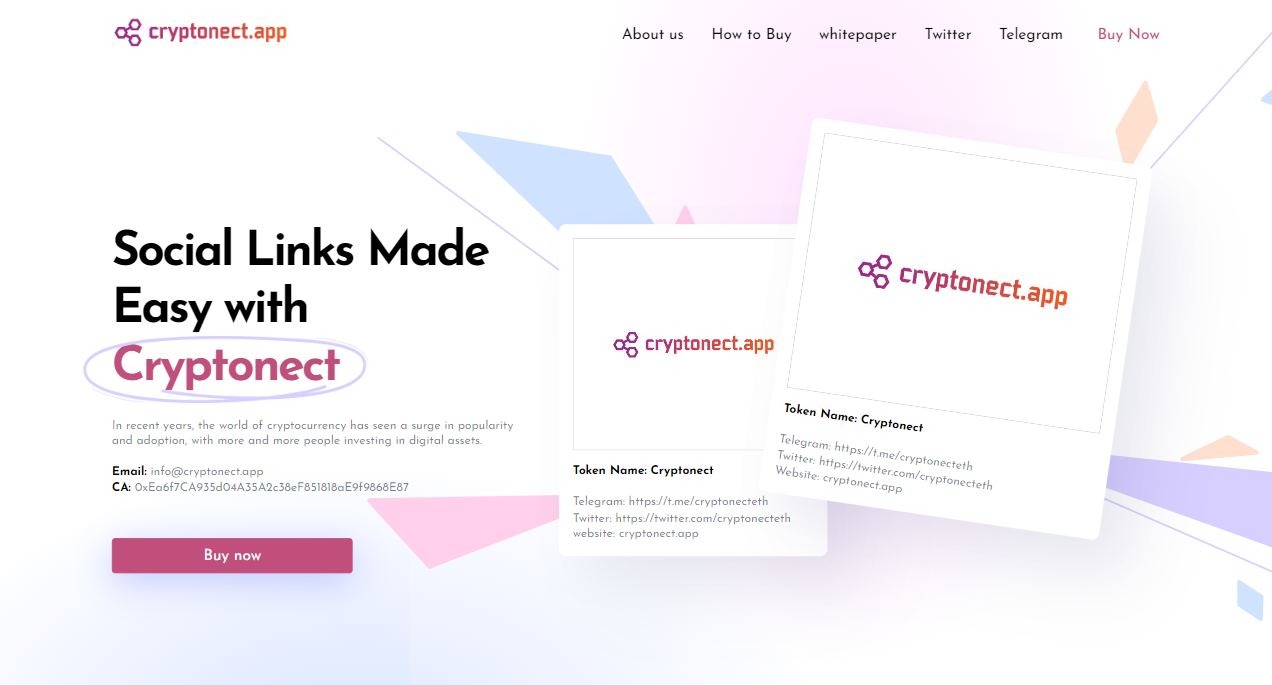 cryptonect.app
About us
How to Buy
whitepaper
Twitter
Telegram
Buy Now
Social Links Made
Easy with
Cryptonect
In recent years, the world of cryptocurrency has seen a surge in popularity
and adoption, with more and more people investing in digital assets.
Email: info@cryptonect.app
CA: 0xEa6f7CA935d04A35A2c38eF851818aE9f9868E87
Buy now
cryptonect.app
Token Name: Cryptonect
Telegram: https://t.me/cryptonecteth
Twitter: https://twitter.com/cryptonecteth
website: cryptonect.app
cryptonect.app
Token Name: Cryptonect
Telegram: https://t.me/cryptonecteth
Twitter: https://twitter.com/cryptonecteth
Website: cryptonect.app